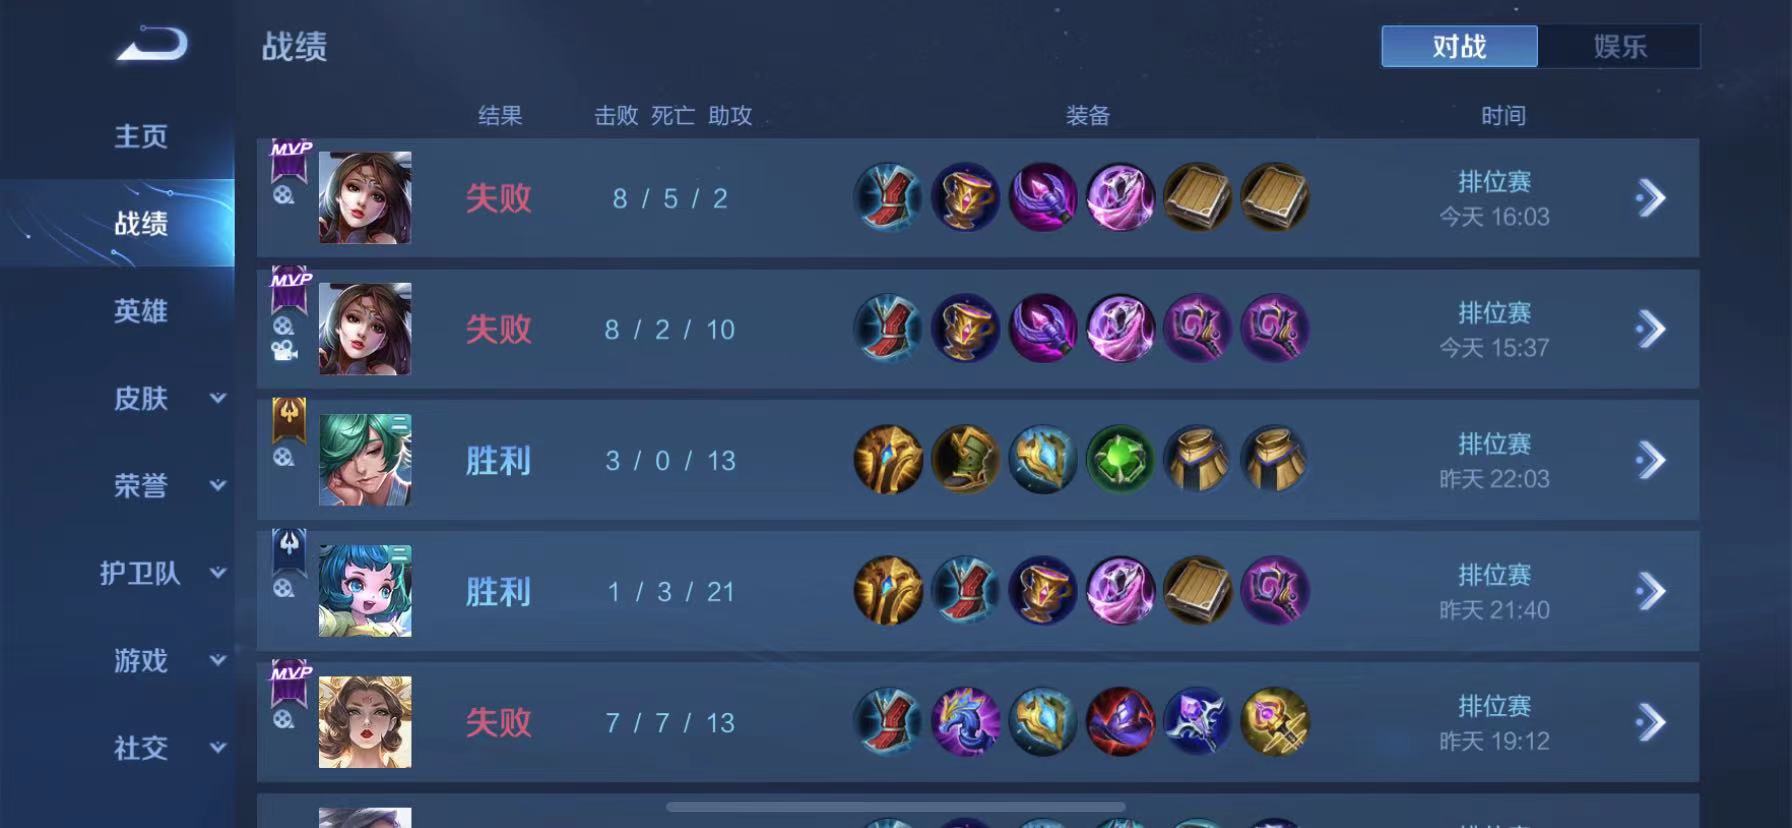 战绩
对战
娱乐
结果
击败 死亡 助攻
装备
时间
主页
战绩
英雄
皮肤
荣誉
护卫队
游戏
社交
MVP
失败
8 / 5 / 2
排位赛
今天 16:03
MVP
失败
8 / 2 / 10
排位赛
今天 15:37
二
胜利
3 / 0 / 13
排位赛
昨天 22:03
二
胜利
1 / 3 / 21
排位赛
昨天 21:40
MVP
失败
7 / 7 / 13
排位赛
昨天 19:12